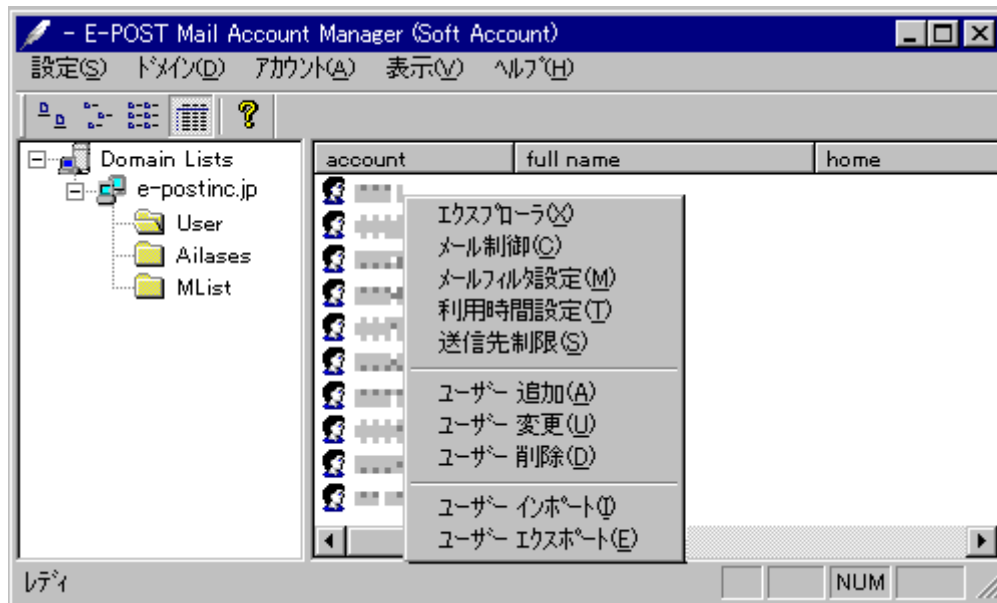 - E-POST Mail Account Manager (Soft Account)
設定(S) ﾄﾞﾒｲﾝ(D) ｱｶｳﾝﾄ(A) 表示(V) ﾍﾙﾌﾟ(H)
Domain Lists
e-postinc.jp
User
Ailases
MList
account full name home
ｴｸｽﾌﾟﾛｰﾗ(X)
ﾒｰﾙ制御(C)
ﾒｰﾙﾌｨﾙﾀ設定(M)
利用時間設定(T)
送信先制限(S)
ﾕｰｻﾞｰ 追加(A)
ﾕｰｻﾞｰ 変更(U)
ﾕｰｻﾞｰ 削除(D)
ﾕｰｻﾞｰ ｲﾝﾎﾟｰﾄ(I)
ﾕｰｻﾞｰ ｴｸｽﾎﾟｰﾄ(E)
ﾚﾃﾞｨ NUM